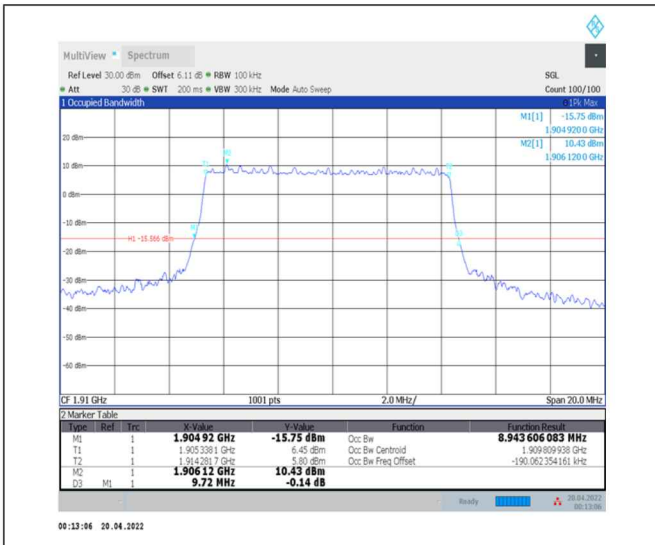 MultiView Spectrum
Ref Level 30.00 dBm Offset 6.11 dB RBW 100 kHz SGL
Att 30 dB SWT 200 ms VBW 300 kHz Mode Auto Sweep Count 100/100
1 Occupied Bandwidth 1Pk Max
M1[1] -15.75 dBm
1.904920 0 GHz
M2[1] 10.43 dBm
1.906120 0 GHz
20 dBm
10 dBm
0 dBm
-10 dBm
H1 -15.556 dBm
-20 dBm
-30 dBm
-40 dBm
-50 dBm
-60 dBm
CF 1.91 GHz 1001 pts 2.0 MHz/ Span 20.0 MHz
2 Marker Table
Type Ref Trc X-Value Y-Value Function Function Result
M1 1 1.904 92 GHz -15.75 dBm Occ Bw 8.943 606 083 MHz
T1 1 1.905 338 1 GHz 6.45 dBm Occ Bw Centroid 1.909 809 938 GHz
T2 1 1.914 281 7 GHz 5.80 dBm Occ Bw Freq Offset -190.062 354 161 kHz
M2 1 1.906 12 GHz 10.43 dBm
D3 M1 1 9.72 MHz -0.14 dB
Ready 20.04.2022
00:13:06
00:13:06 20.04.2022